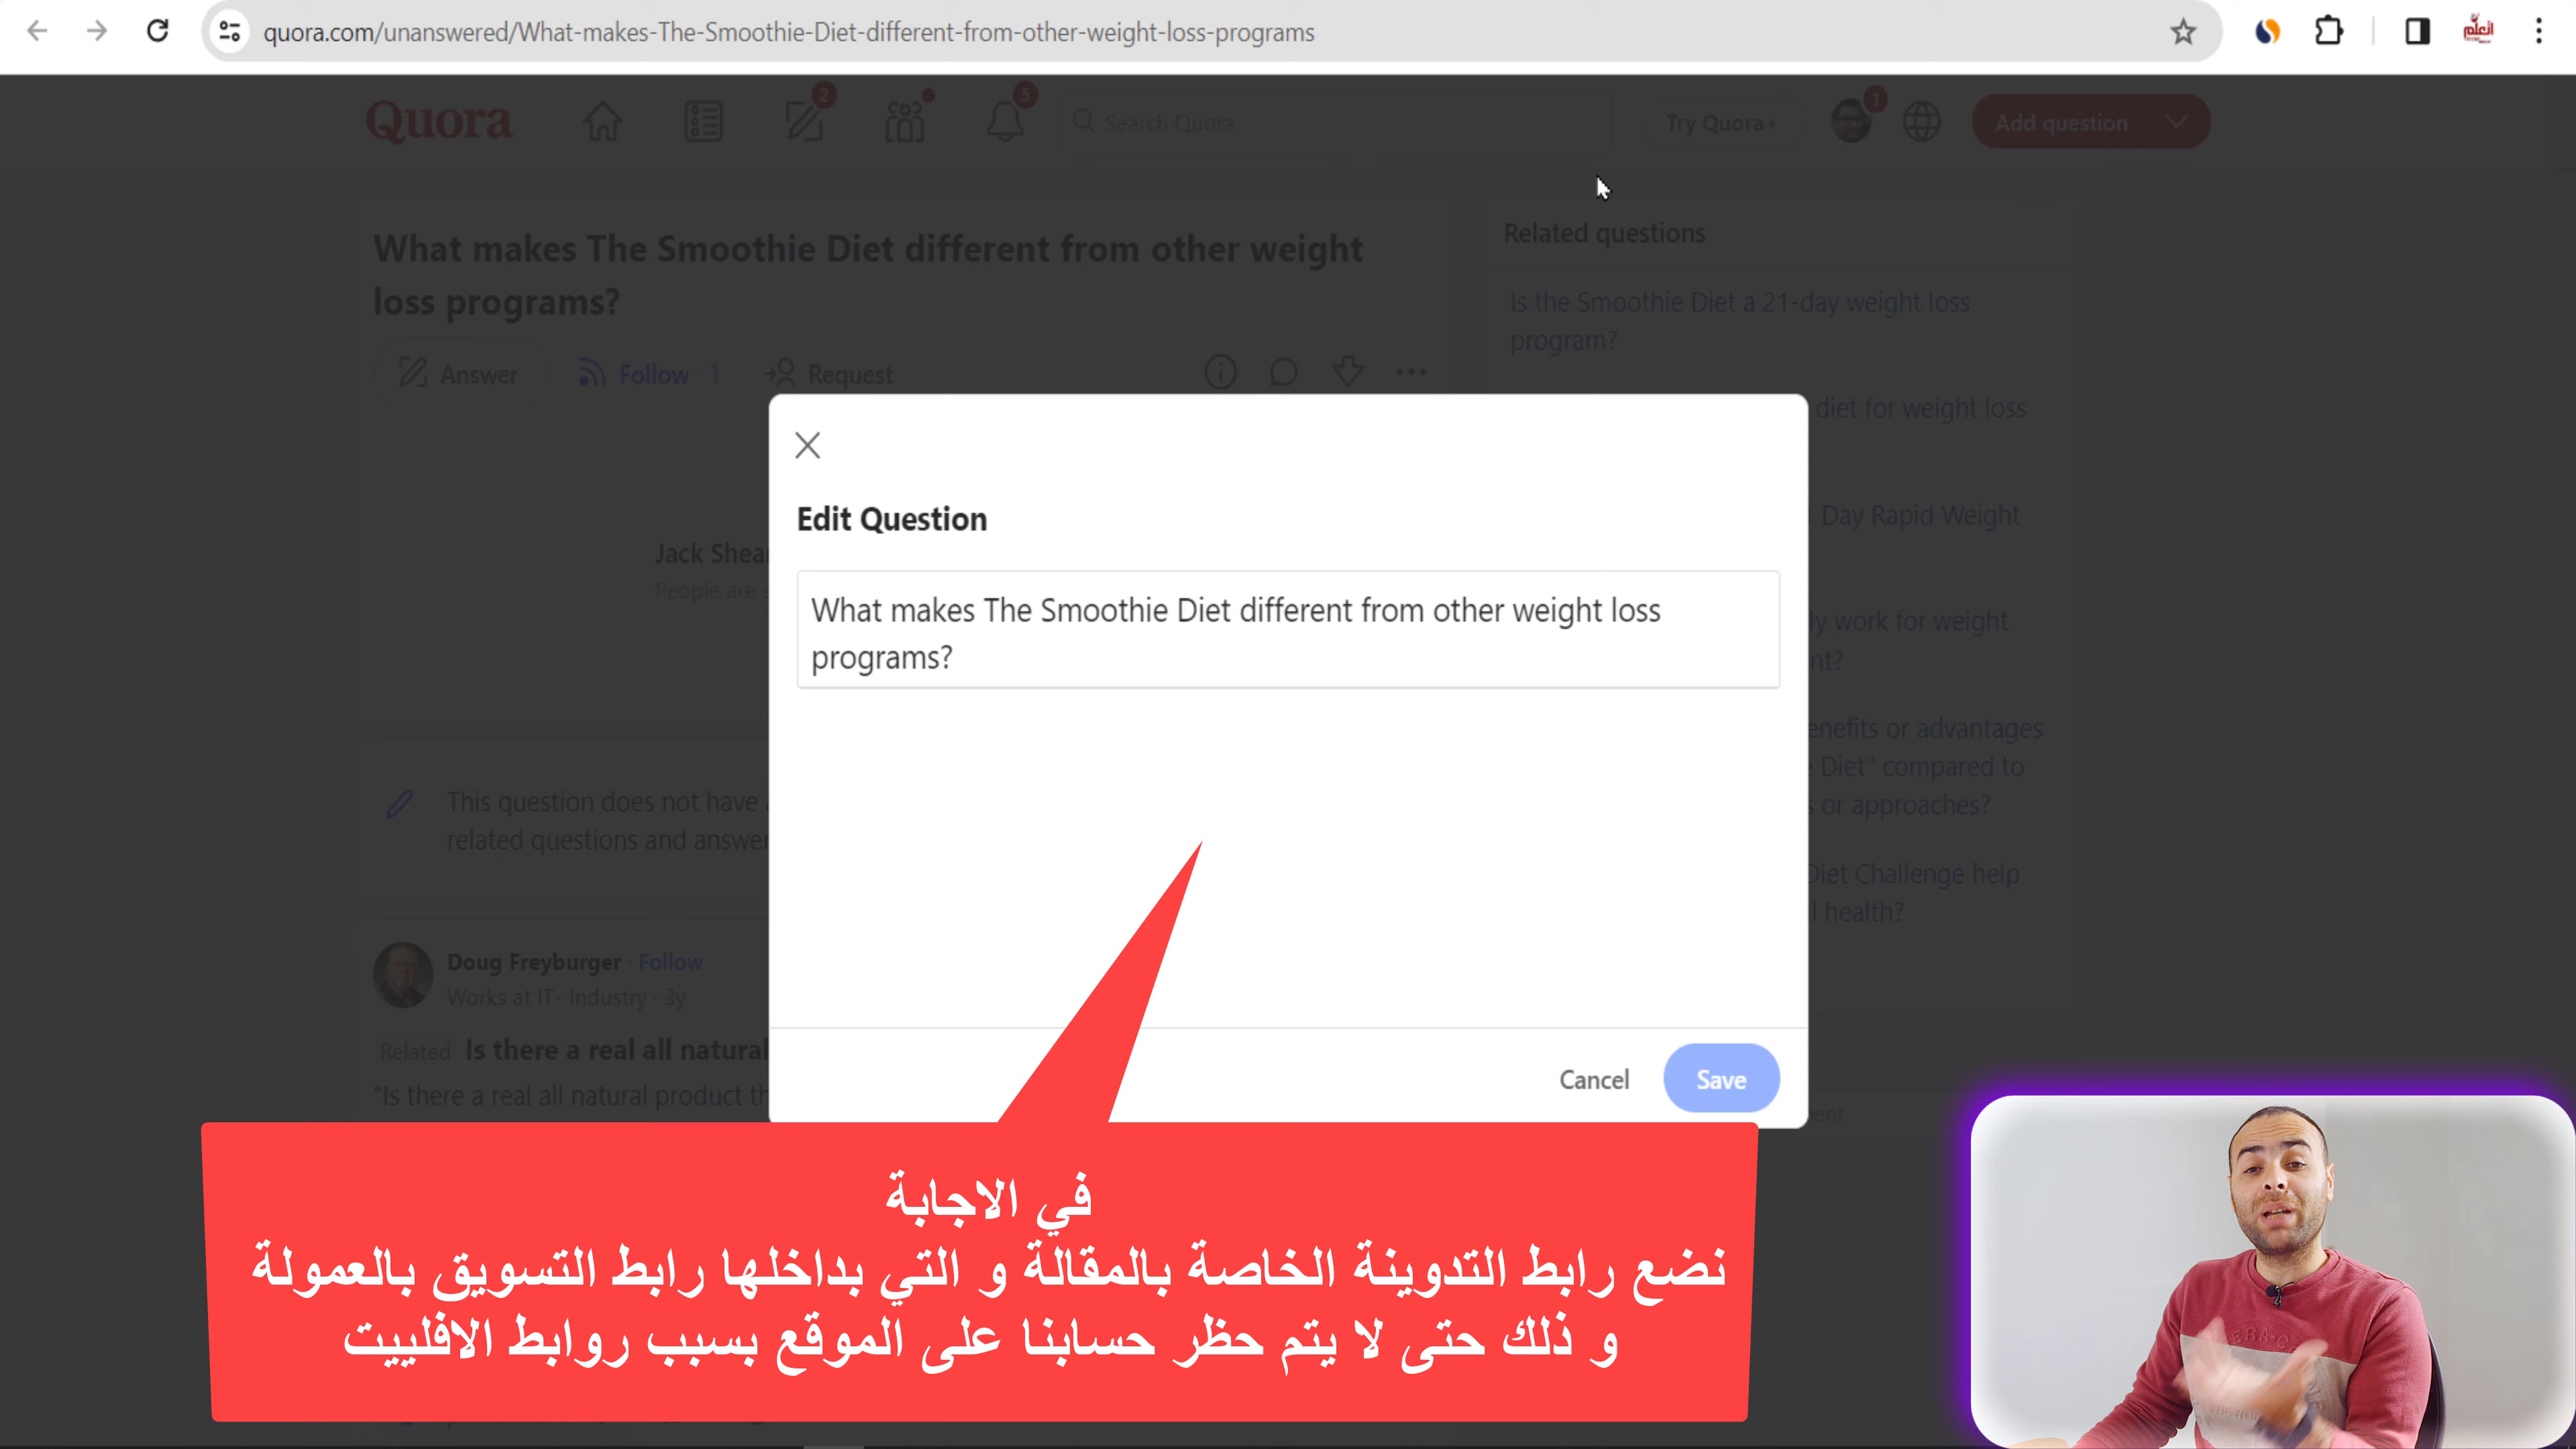 quora.com/unanswered/What-makes-The-Smoothie-Diet-different-from-other-weight-loss-programs
Quora
2
5
Search Quora
Try Quora+
1
Add question
What makes The Smoothie Diet different from other weight
loss programs?
Answer
Follow 1
Request
Related questions
Is the Smoothie Diet a 21-day weight loss
program?
diet for weight loss
Day Rapid Weight
work for weight
enefits or advantages
Diet" compared to
or approaches?
Diet Challenge help
health?
Jack Shea
People are
This question does not have
related questions and answe
Edit Question
What makes The Smoothie Diet different from other weight loss
programs?
Cancel
Save
Doug Freyburger · Follow
Works at IT- Industry · 3y
Related Is there a real all natural
"Is there a real all natural product th
في الاجابة
نضع رابط التدوينة الخاصة بالمقالة و التي بداخلها رابط التسويق بالعمولة
و ذلك حتى لا يتم حظر حسابنا على الموقع بسبب روابط الافلييت